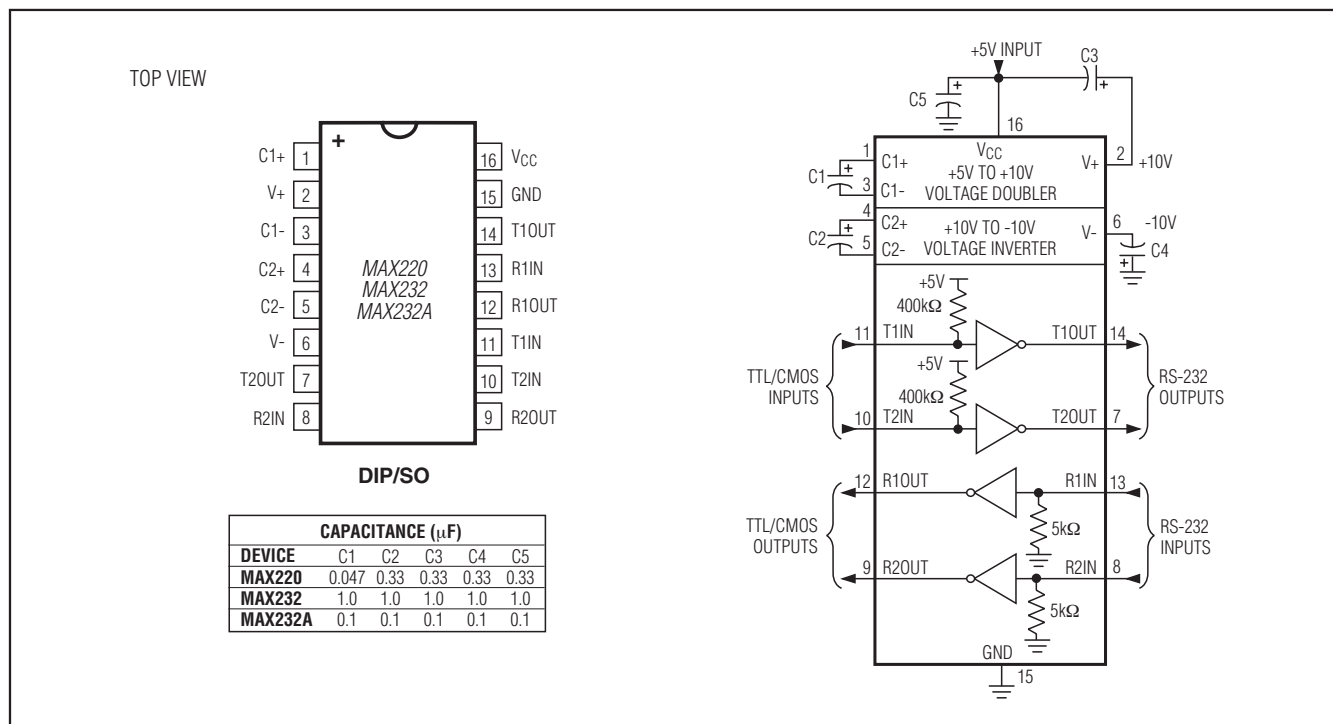 TOP VIEW
+
C1+ 1
V+ 2
C1- 3
C2+ 4
C2- 5
V- 6
T2OUT 7
R2IN 8
MAX220
MAX232
MAX232A
16 VCC
15 GND
14 T1OUT
13 R1IN
12 R1OUT
11 T1IN
10 T2IN
9 R2OUT
DIP/SO
CAPACITANCE (μF)
DEVICE C1 C2 C3 C4 C5
MAX220 0.047 0.33 0.33 0.33 0.33
MAX232 1.0 1.0 1.0 1.0 1.0
MAX232A 0.1 0.1 0.1 0.1 0.1
+5V INPUT
C3
+
C5 +
16
1 C1+
C1 +
3 C1-
VCC
+5V TO +10V
VOLTAGE DOUBLER
V+ 2 +10V
4 C2+
C2 +
5 C2-
+10V TO -10V
VOLTAGE INVERTER
V- 6 -10V
+ C4
+5V
400kΩ
11 T1IN
T1OUT 14
+5V
400kΩ
10 T2IN
T2OUT 7
TTL/CMOS
INPUTS
RS-232
OUTPUTS
12 R1OUT
R1IN 13
5kΩ
9 R2OUT
R2IN 8
5kΩ
TTL/CMOS
OUTPUTS
RS-232
INPUTS
GND
15